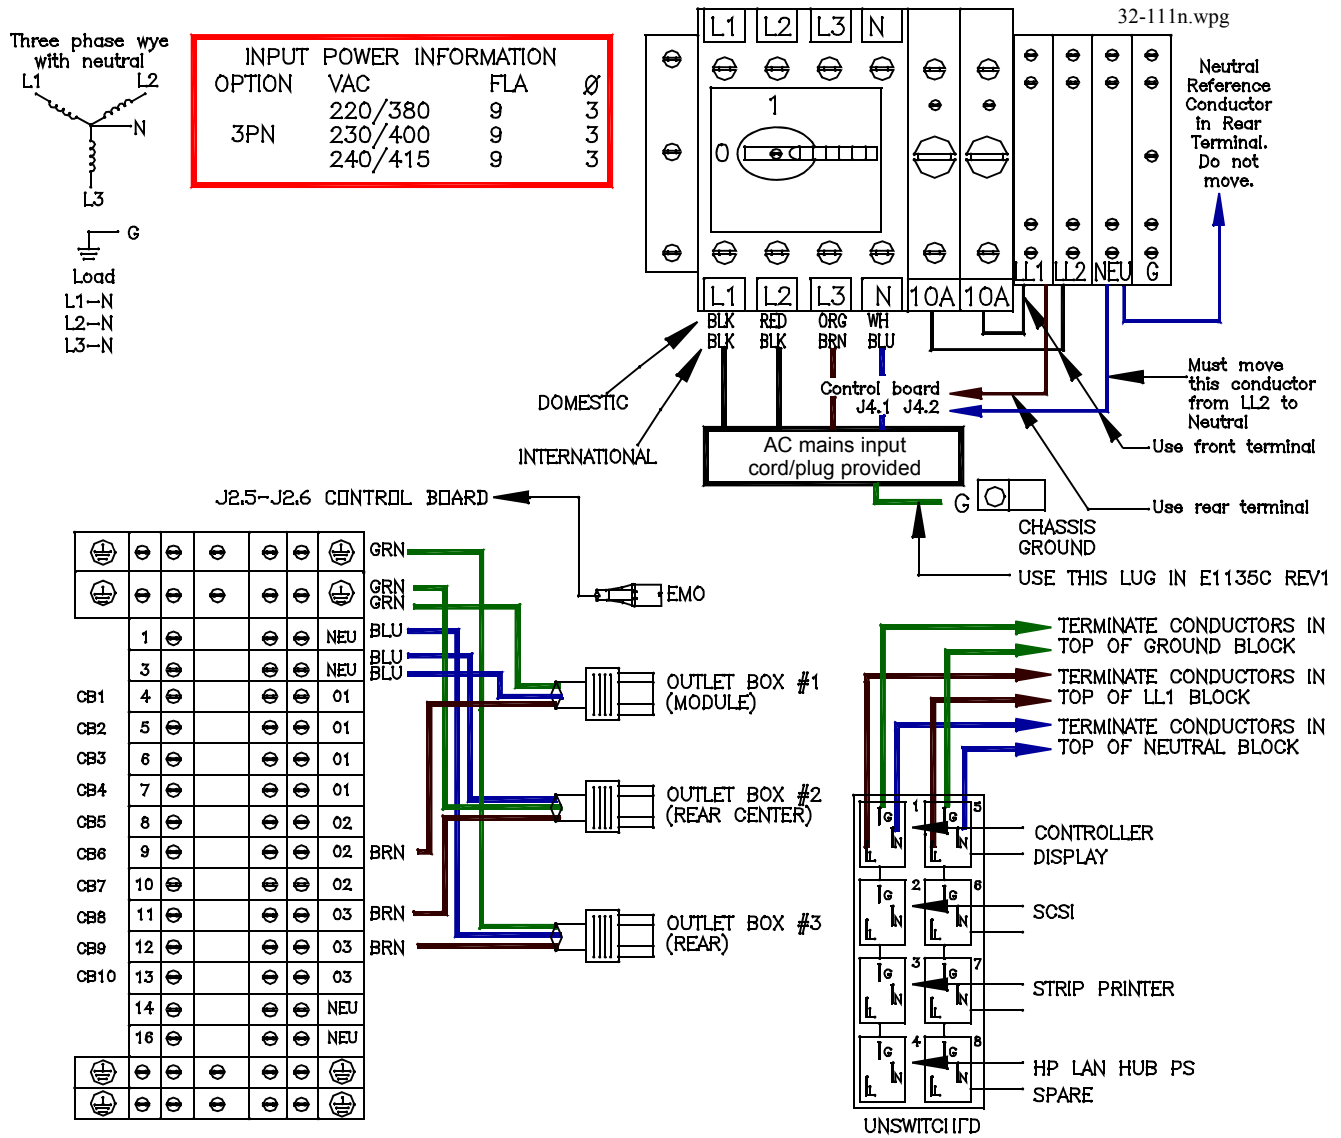 32-111n.wpg
Three phase wye
with neutral
L1
L2
N
L3
G
Load
L1-N
L2-N
L3-N
INPUT POWER INFORMATION
OPTION VAC FLA Ø
220/380 9 3
3PN 230/400 9 3
240/415 9 3
L1 L2 L3 N
1
0
L1 L2 L3 N 10A 10A LL1 LL2 NEU G
BLK RED ORG WH
BLK BLK BRN BLU
Neutral
Reference
Conductor
in Rear
Terminal.
Do not
move.
DOMESTIC
INTERNATIONAL
Control board
J4.1 J4.2
Must move
this conductor
from LL2 to
Neutral
Use front terminal
Use rear terminal
AC mains input
cord/plug provided
G
CHASSIS
GROUND
USE THIS LUG IN E1135C REV1
J2.5-J2.6 CONTROL BOARD
EMO
GRN
GRN
GRN
1 NEU BLU
3 NEU BLU
BLU
CB1 4 01
CB2 5 01
CB3 6 01
CB4 7 01
CB5 8 02
CB6 9 02 BRN
CB7 10 02
CB8 11 03 BRN
CB9 12 03 BRN
CB10 13 03
14 NEU
16 NEU
OUTLET BOX #1
(MODULE)
OUTLET BOX #2
(REAR CENTER)
OUTLET BOX #3
(REAR)
TERMINATE CONDUCTORS IN
TOP OF GROUND BLOCK
TERMINATE CONDUCTORS IN
TOP OF LL1 BLOCK
TERMINATE CONDUCTORS IN
TOP OF NEUTRAL BLOCK
1 5
G G
N N
L L
CONTROLLER
DISPLAY
2 6
G G
N N
L L
SCSI
3 7
G G
N N
L L
STRIP PRINTER
4 8
G G
N N
L L
HP LAN HUB PS
SPARE